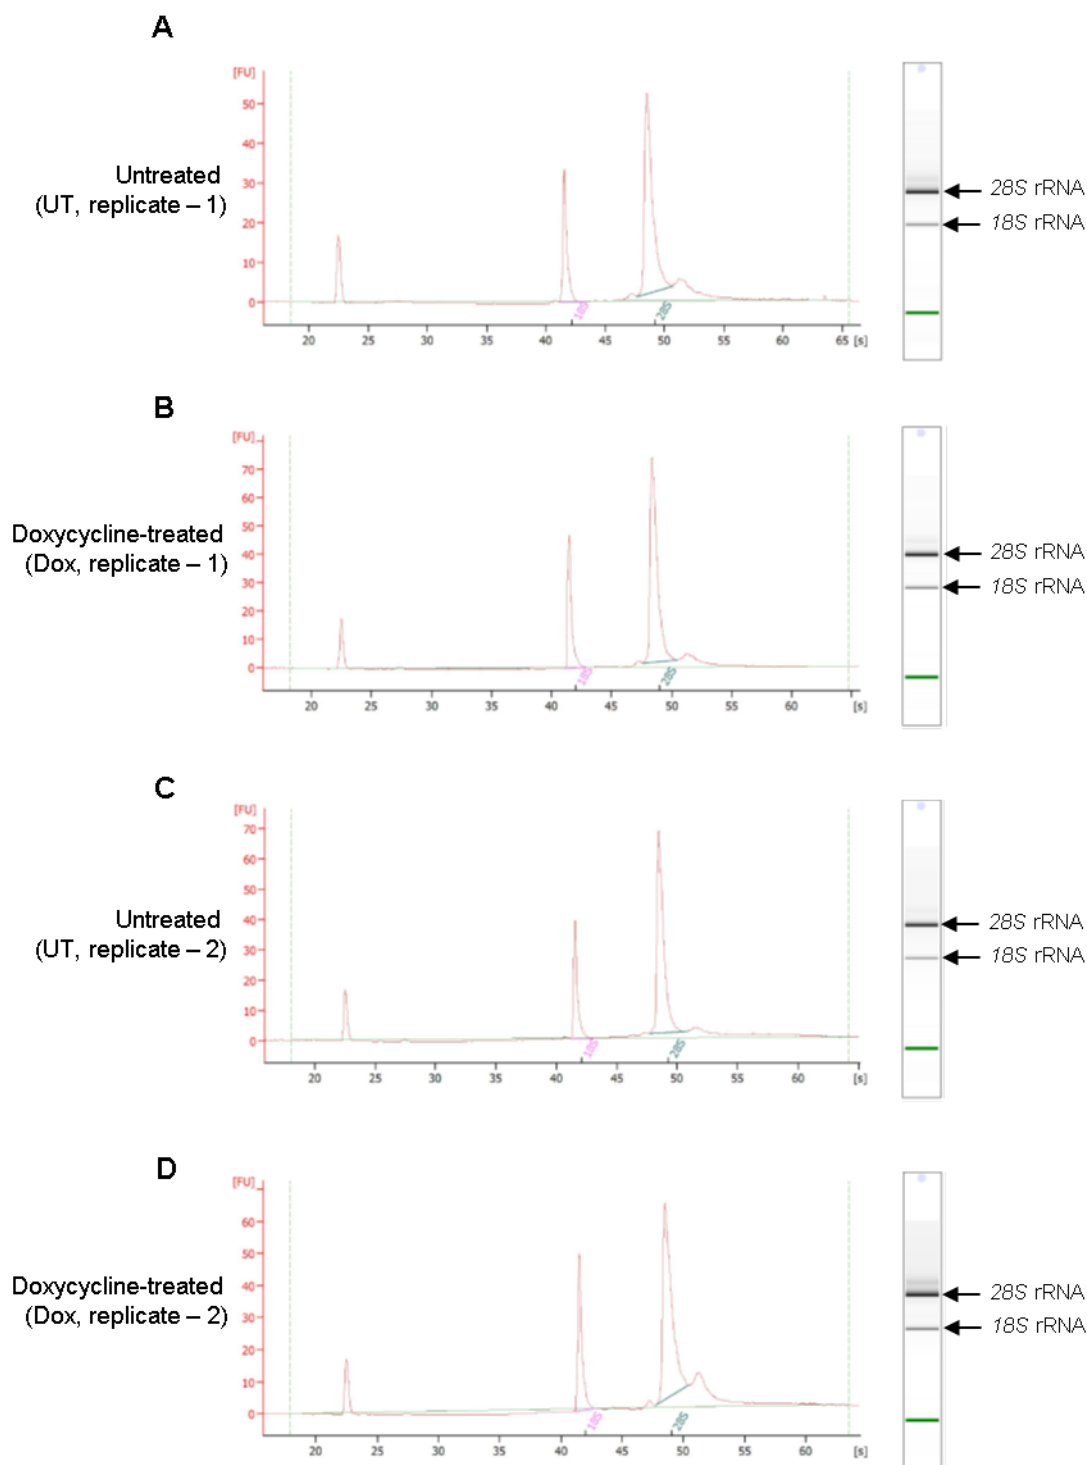 A
[FU]
50
40
30
20
10
0
Untreated
(UT, replicate – 1)
18S
28S
20 25 30 35 40 45 50 55 60 65 [s]
28S rRNA
18S rRNA
B
[FU]
70
60
50
40
30
20
10
0
Doxycycline-treated
(Dox, replicate – 1)
18S
28S
20 25 30 35 40 45 50 55 60 [s]
28S rRNA
18S rRNA
C
[FU]
70
60
50
40
30
20
10
0
Untreated
(UT, replicate – 2)
18S
28S
20 25 30 35 40 45 50 55 60 [s]
28S rRNA
18S rRNA
D
[FU]
60
50
40
30
20
10
0
Doxycycline-treated
(Dox, replicate – 2)
18S
28S
20 25 30 35 40 45 50 55 60 [s]
28S rRNA
18S rRNA